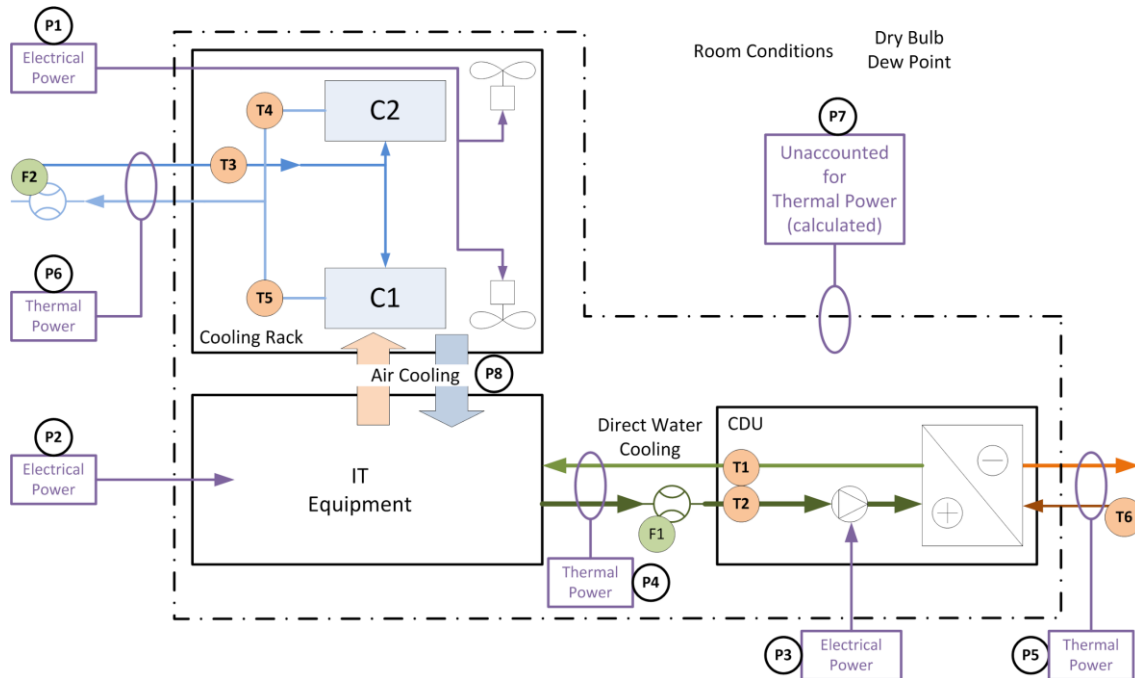 P1
Electrical
Power
Room Conditions
Dry Bulb
Dew Point
T4
C2
P7
Unaccounted
for
Thermal Power
(calculated)
T3
F2
P6
Thermal
Power
T5
C1
Cooling Rack
Air Cooling
P8
P2
Electrical
Power
IT
Equipment
Direct Water
Cooling
CDU
T1
T2
F1
T6
Thermal
Power
P4
P3
Electrical
Power
P5
Thermal
Power